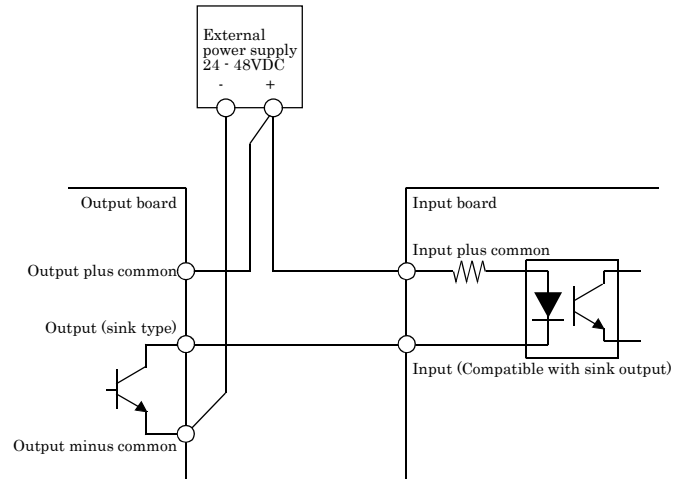 External
power supply
24 - 48VDC
- +
Output board
Input board
Input plus common
Output plus common
Output (sink type)
Input (Compatible with sink output)
Output minus common